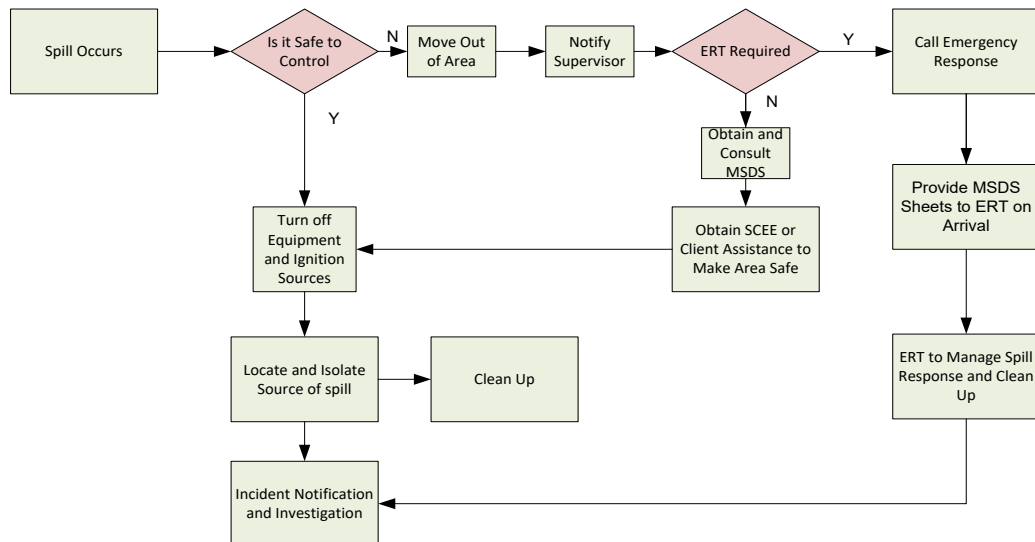 Spill Occurs
Is it Safe to
Control
N
Move Out
of Area
Notify
Supervisor
ERT Required
Y
Call Emergency
Response
Y
N
Obtain and
Consult
MSDS
Provide MSDS
Sheets to ERT on
Arrival
Turn off
Equipment
and Ignition
Sources
Obtain SCEE or
Client Assistance to
Make Area Safe
Locate and Isolate
Source of spill
Clean Up
ERT to Manage Spill
Response and Clean
Up
Incident Notification
and Investigation